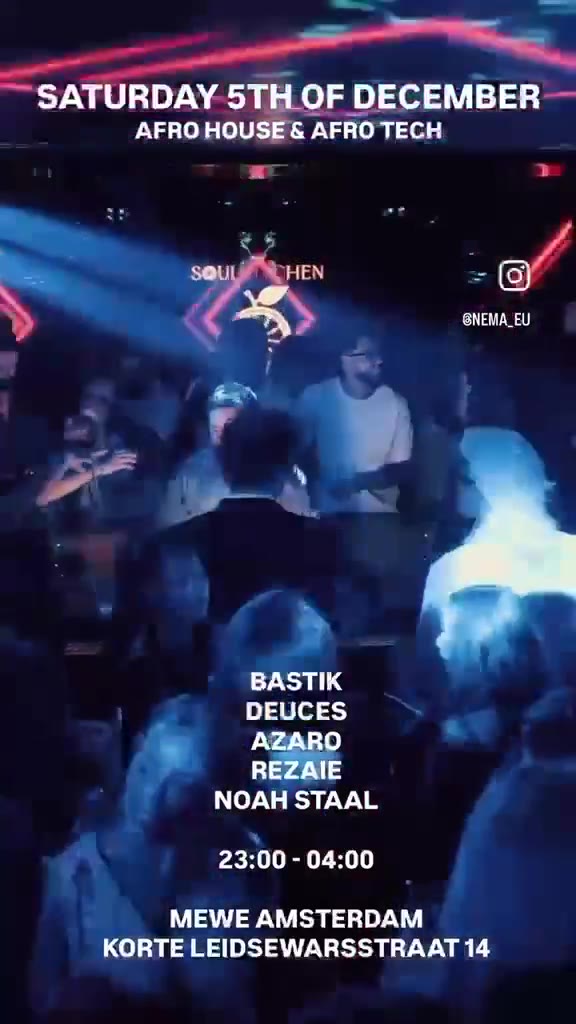 SATURDAY 5TH OF DECEMBER
AFRO HOUSE & AFRO TECH
@NEMA_EU
BASTIK
DEUCES
AZARO
REZAIE
NOAH STAAL
23:00 - 04:00
MEWE AMSTERDAM
KORTE LEIDSEWARSSTRAAT 14